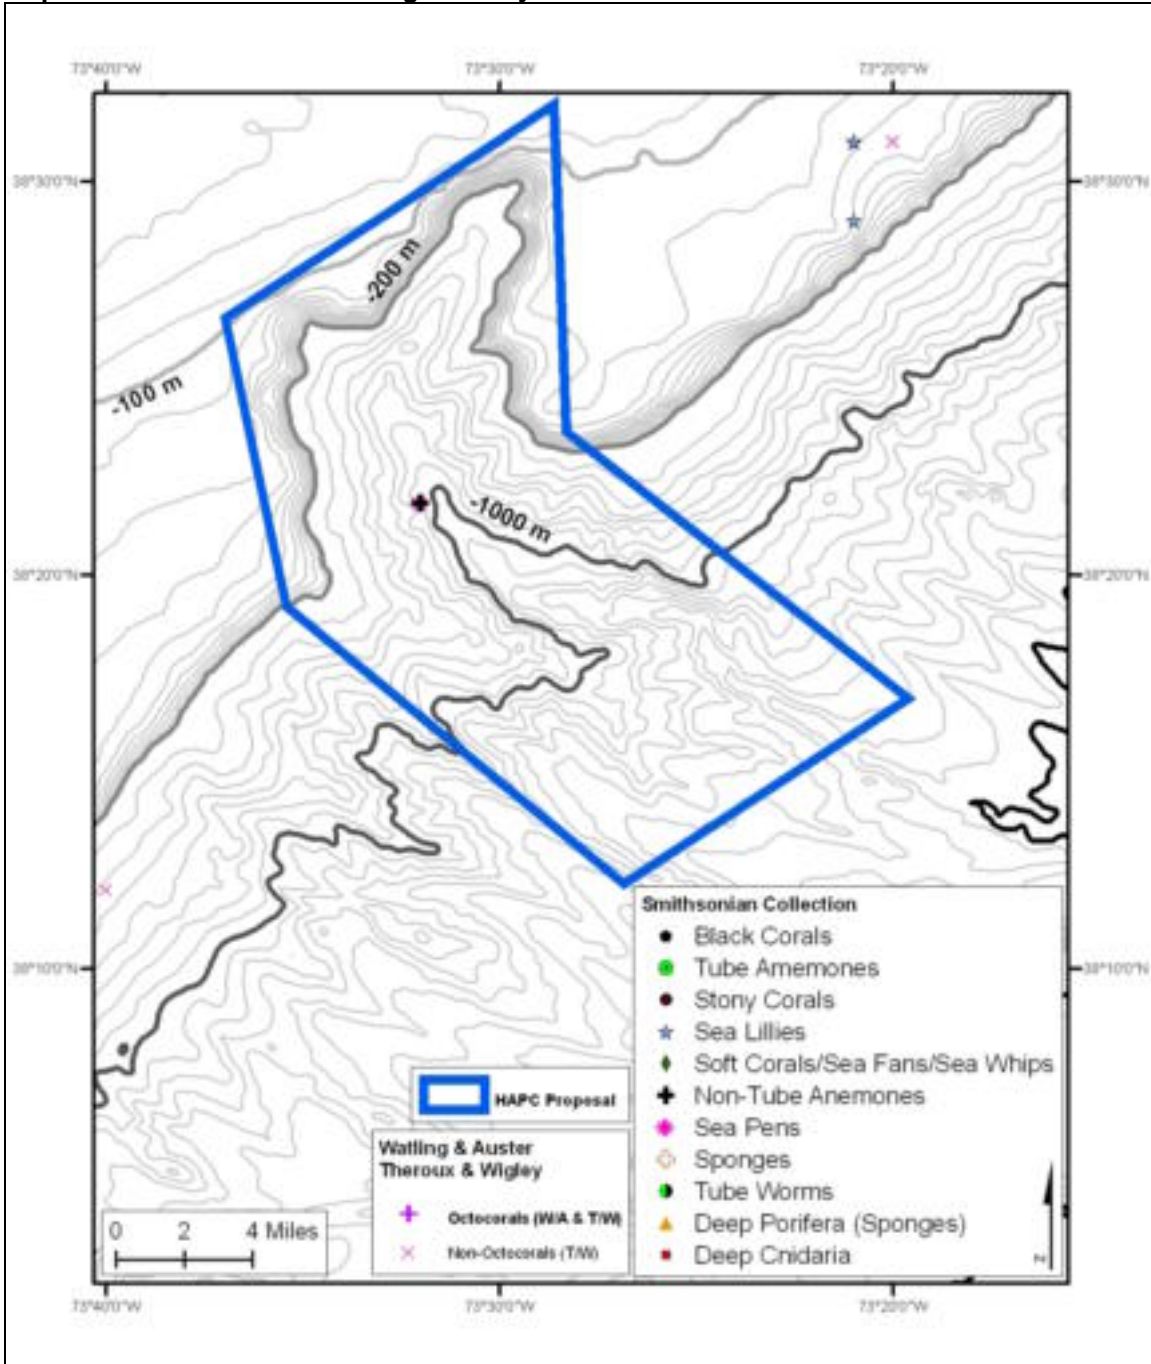 73°40'0"W 73°30'0"W 73°20'0"W
38°30'0"N 38°30'0"N
-200 m
-100 m
-1000 m
38°20'0"N 38°20'0"N
38°10'0"N 38°10'0"N
Smithsonian Collection
Black Corals
Tube Amemones
Stony Corals
Sea Lillies
Soft Corals/Sea Fans/Sea Whips
Non-Tube Anemones
Sea Pens
Sponges
Tube Worms
Deep Porifera (Sponges)
Deep Cnidaria
HAPC Proposal
Watling & Auster
Theroux & Wigley
Octocorals (W/A & T/W)
Non-Octocorals (T/W)
0 2 4 Miles
N
73°40'0"W 73°30'0"W 73°20'0"W